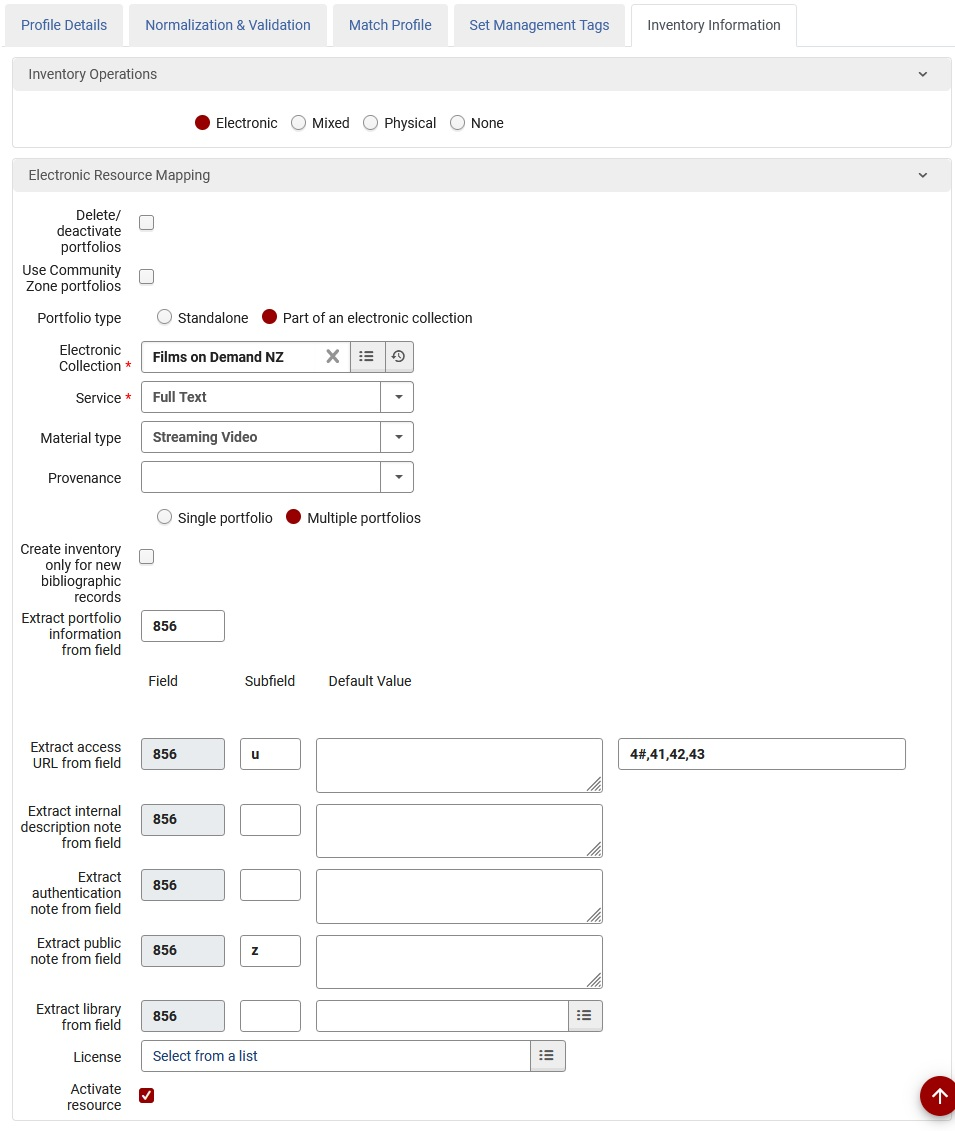 Profile Details Normalization & Validation Match Profile Set Management Tags Inventory Information
Inventory Operations
Electronic Mixed Physical None
Electronic Resource Mapping
Delete/
deactivate
portfolios
Use Community
Zone portfolios
Portfolio type Standalone Part of an electronic collection
Electronic
Collection * Films on Demand NZ
Service * Full Text
Material type Streaming Video
Provenance
Single portfolio Multiple portfolios
Create inventory
only for new
bibliographic
records
Extract portfolio
information
from field 856
Field Subfield Default Value
Extract access
URL from field 856 u 4#,41,42,43
Extract internal
description note
from field 856
Extract
authentication
note from field 856
Extract public
note from field 856 z
Extract library
from field 856
License Select from a list
Activate
resource